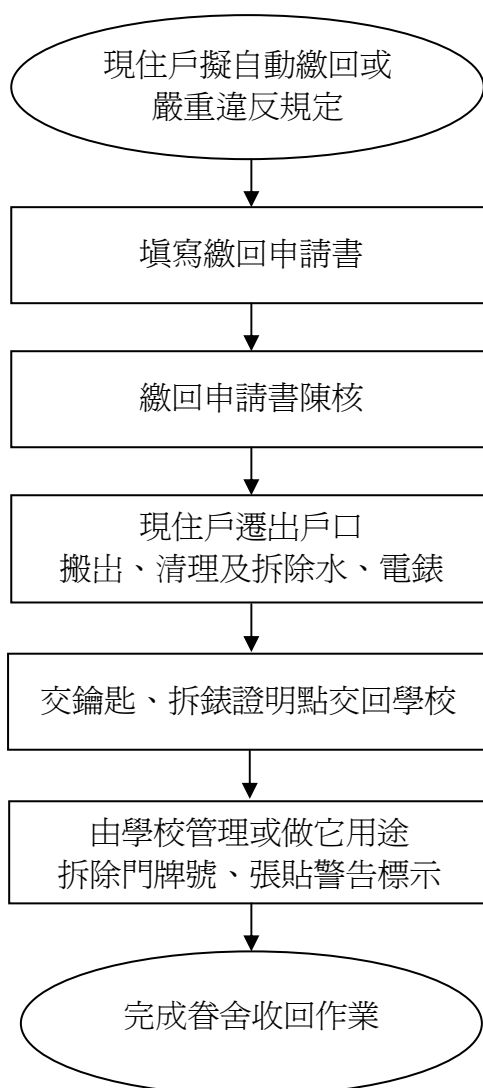 現住戶擬自動繳回或
嚴重違反規定
填寫繳回申請書
繳回申請書陳核
現住戶遷出戶口
搬出、清理及拆除水、電錶
交鑰匙、拆錶證明點交回學校
由學校管理或做它用途
拆除門牌號、張貼警告標示
完成眷舍收回作業